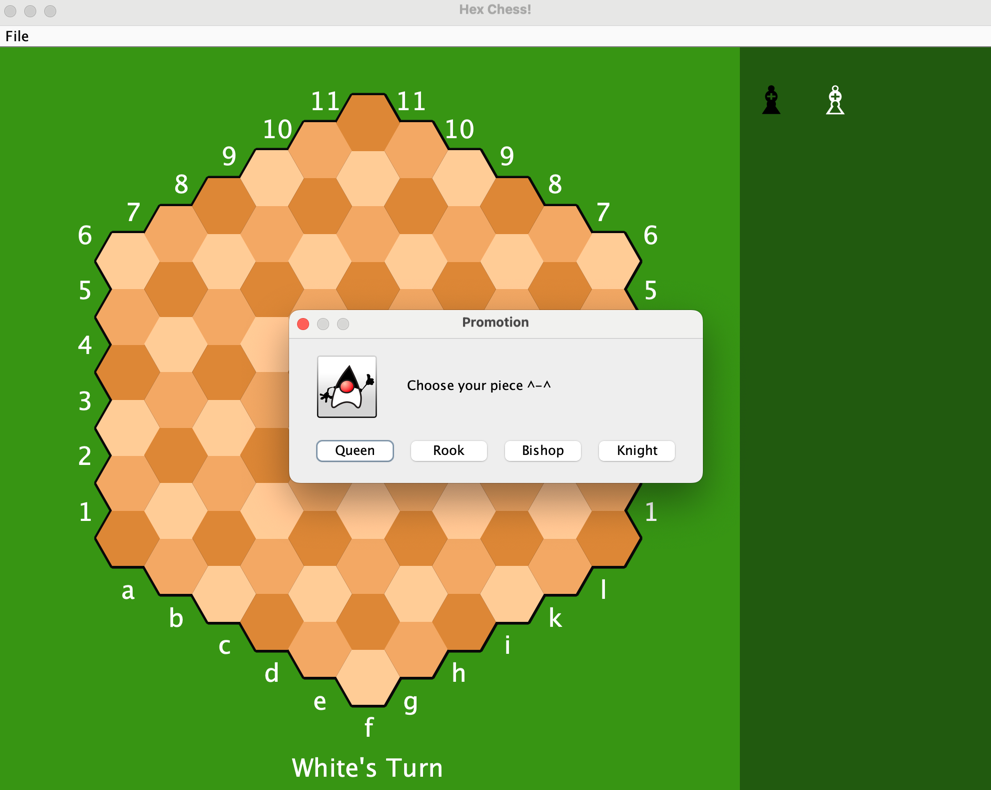 Hex Chess!
File
11 11
10 10
9 9
8 8
7 7
6 6
5 5
Promotion
4
Choose your piece ^-^
3
Queen Rook Bishop Knight
2
1 1
a l
b k
c i
d h
e g
f
White's Turn